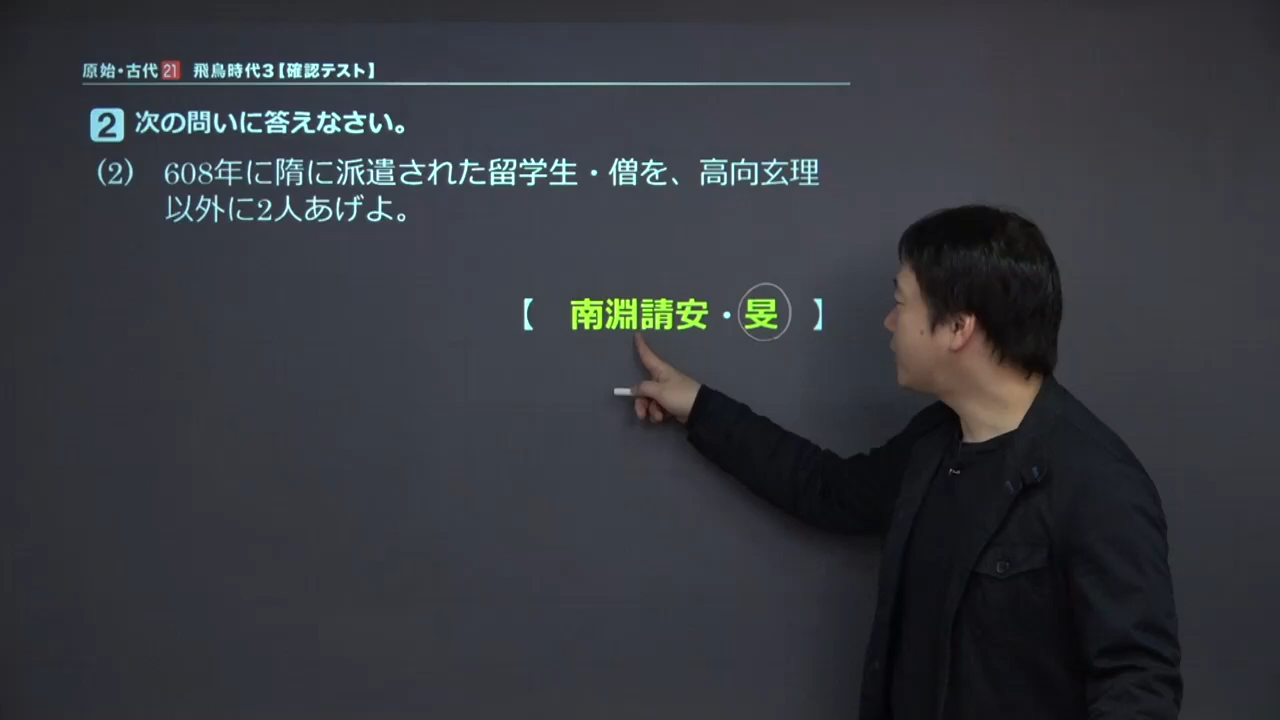 原始・古代21 飛鳥時代3【確認テスト】
2 次の問いに答えなさい。
(2) 608年に隋に派遣された留学生・僧を、高向玄理
以外に2人あげよ。
【 南淵請安・旻 】